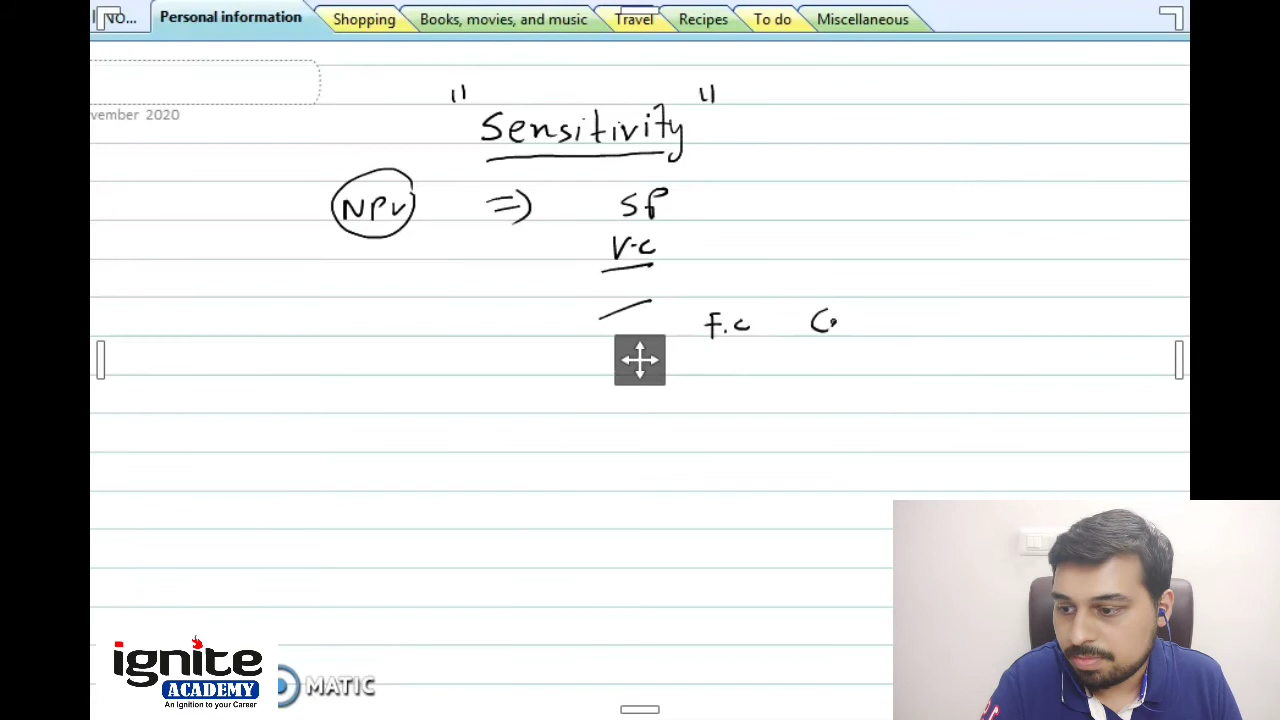 NO... Personal information Shopping Books, movies, and music Travel Recipes To do Miscellaneous
vember 2020
"Sensitivity"
NPV => SP
V.C
F.C
ignite
ACADEMY
An Ignition to your Career
MATIC